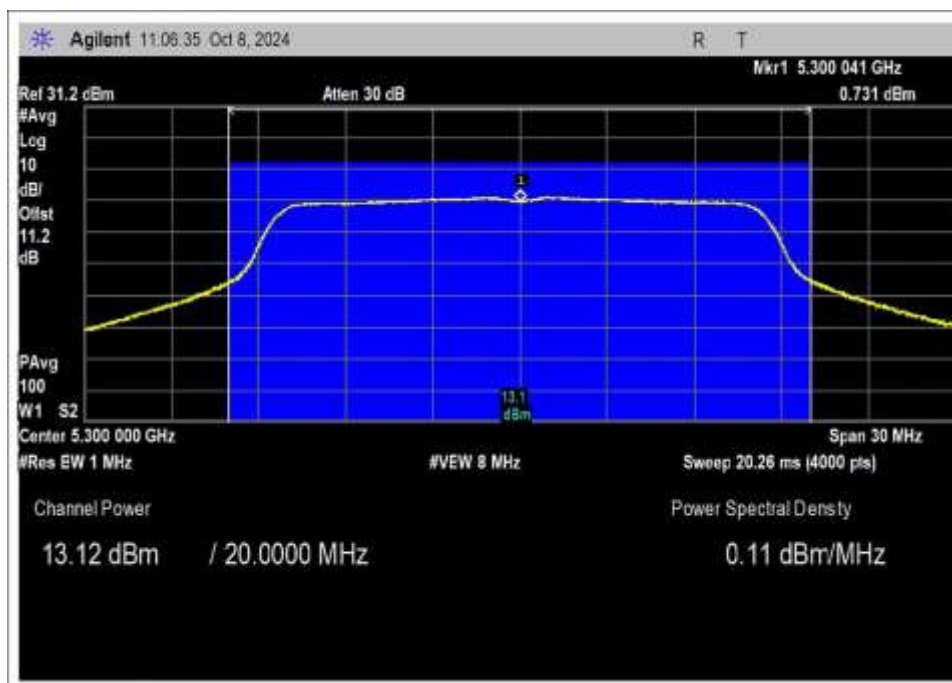 Agilent 11:06:35 Oct 8, 2024 R T
Mkr1 5.300 041 GHz
Ref 31.2 dBm Atten 30 dB 0.731 dBm
#Avg
Log
10
dB/
Offst
11.2
dB
1
PAvg
100
W1 S2
13.1
dBm
Center 5.300 000 GHz Span 30 MHz
#Res BW 1 MHz #VBW 8 MHz Sweep 20.26 ms (4000 pts)
Channel Power Power Spectral Density
13.12 dBm / 20.0000 MHz 0.11 dBm/MHz